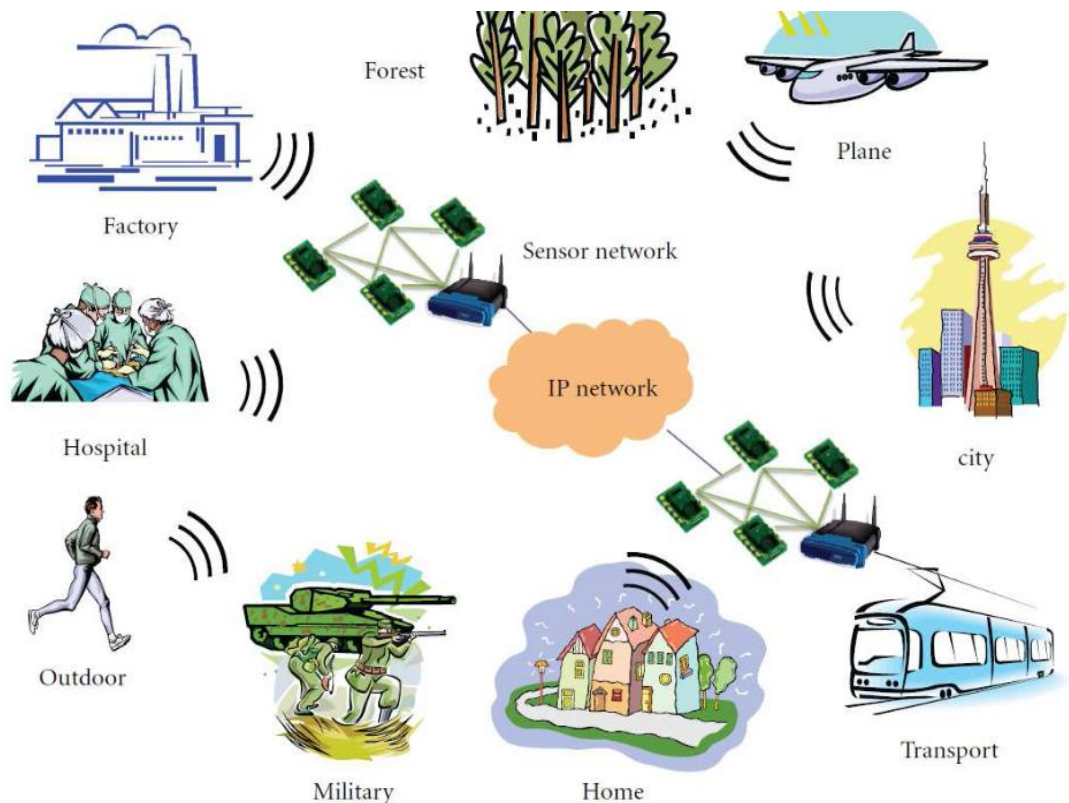 Forest
Plane
Factory
Sensor network
IP network
Hospital
city
Outdoor
Transport
Military
Home